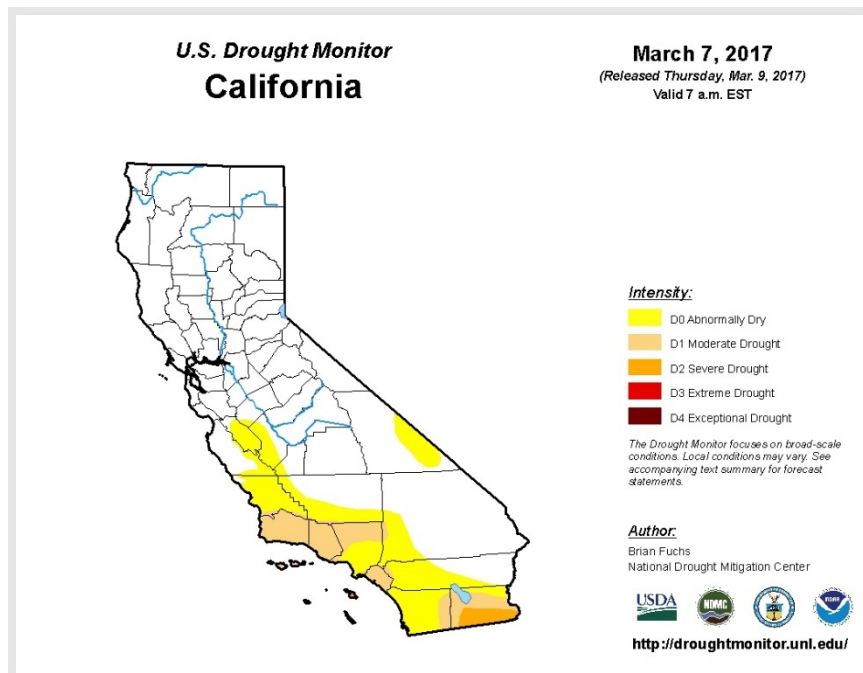 U.S. Drought Monitor
California
March 7, 2017
(Released Thursday, Mar. 9, 2017)
Valid 7 a.m. EST
Intensity:
D0 Abnormally Dry
D1 Moderate Drought
D2 Severe Drought
D3 Extreme Drought
D4 Exceptional Drought
The Drought Monitor focuses on broad-scale
conditions. Local conditions may vary. See
accompanying text summary for forecast
statements.
Author:
Brian Fuchs
National Drought Mitigation Center
USDA
NDMC
NOAA
http://droughtmonitor.unl.edu/